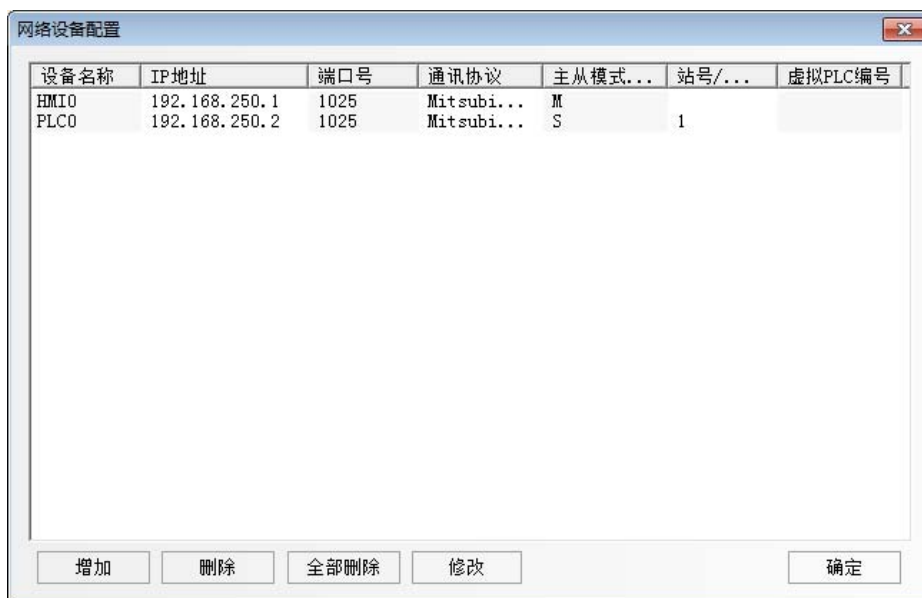 网络设备配置
设备名称 IP地址 端口号 通讯协议 主从模式... 站号/... 虚拟PLC编号
HMI0 192.168.250.1 1025 Mitsubi... M
PLC0 192.168.250.2 1025 Mitsubi... S 1
增加 删除 全部删除 修改 确定